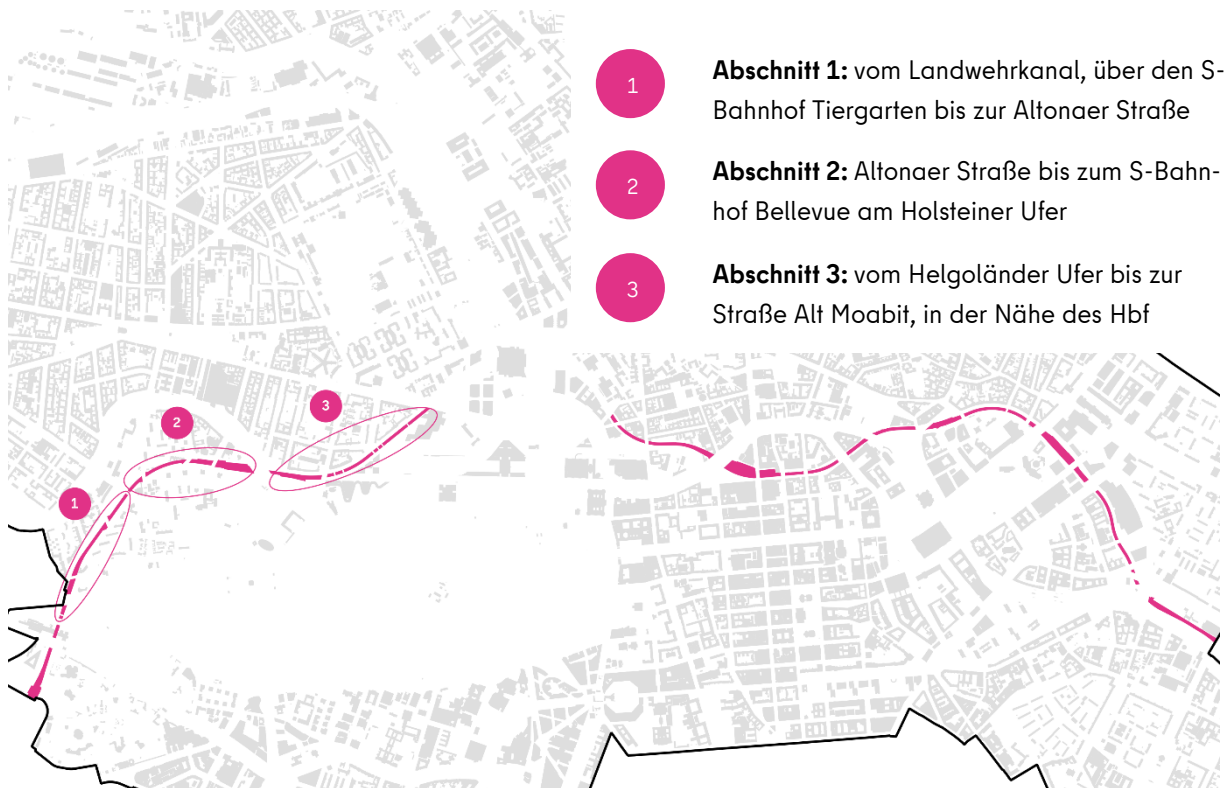 1
Abschnitt 1: vom Landwehrkanal, über den S-
Bahnhof Tiergarten bis zur Altonaer Straße
2
Abschnitt 2: Altonaer Straße bis zum S-Bahn-
hof Bellevue am Holsteiner Ufer
3
Abschnitt 3: vom Helgoländer Ufer bis zur
Straße Alt Moabit, in der Nähe des Hbf
3
2
1